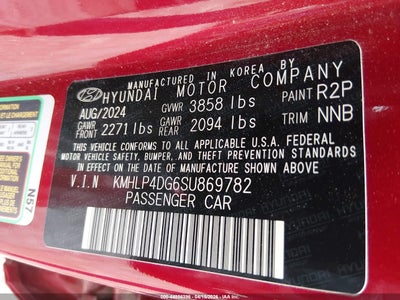 MANUFACTURED IN KOREA BY
HYUNDAI MOTOR COMPANY
AUG/2024 GVWR 3858 lbs PAINT R2P
GAWR FRONT 2271 lbs GAWR REAR 2094 lbs TRIM NNB
THIS VEHICLE CONFORMS TO ALL APPLICABLE U.S.A. FEDERAL
MOTOR VEHICLE SAFETY, BUMPER, AND THEFT PREVENTION STANDARDS
IN EFFECT ON THE DATE OF MANUFACTURE SHOWN ABOVE.
V.I.N KMHLP4DG6SU869782
PASSENGER CAR
N57